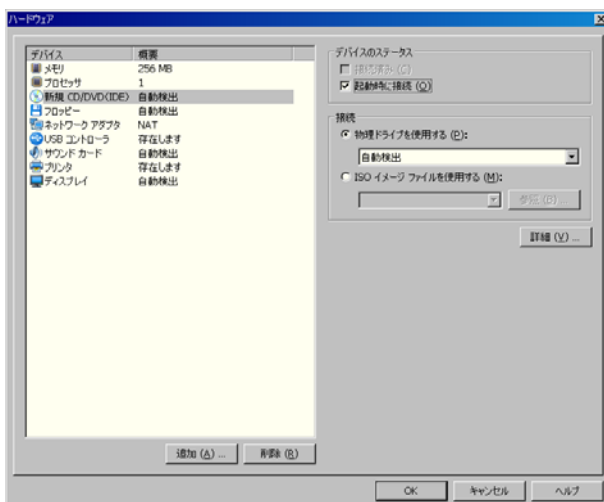 ハードウェア
デバイス 概要
メモリ 256 MB
プロセッサ 1
新規 CD/DVD(IDE) 自動検出
フロッピー 自動検出
ネットワーク アダプタ NAT
USB コントローラ 存在します
サウンド カード 自動検出
プリンタ 存在します
ディスプレイ 自動検出
追加 (A) ...
削除 (R)
デバイスのステータス
接続済み (C)
起動時に接続 (O)
接続
物理ドライブを使用する (P):
自動検出
ISO イメージ ファイルを使用する (M):
参照 (B) ...
詳細 (V) ...
OK
キャンセル
ヘルプ